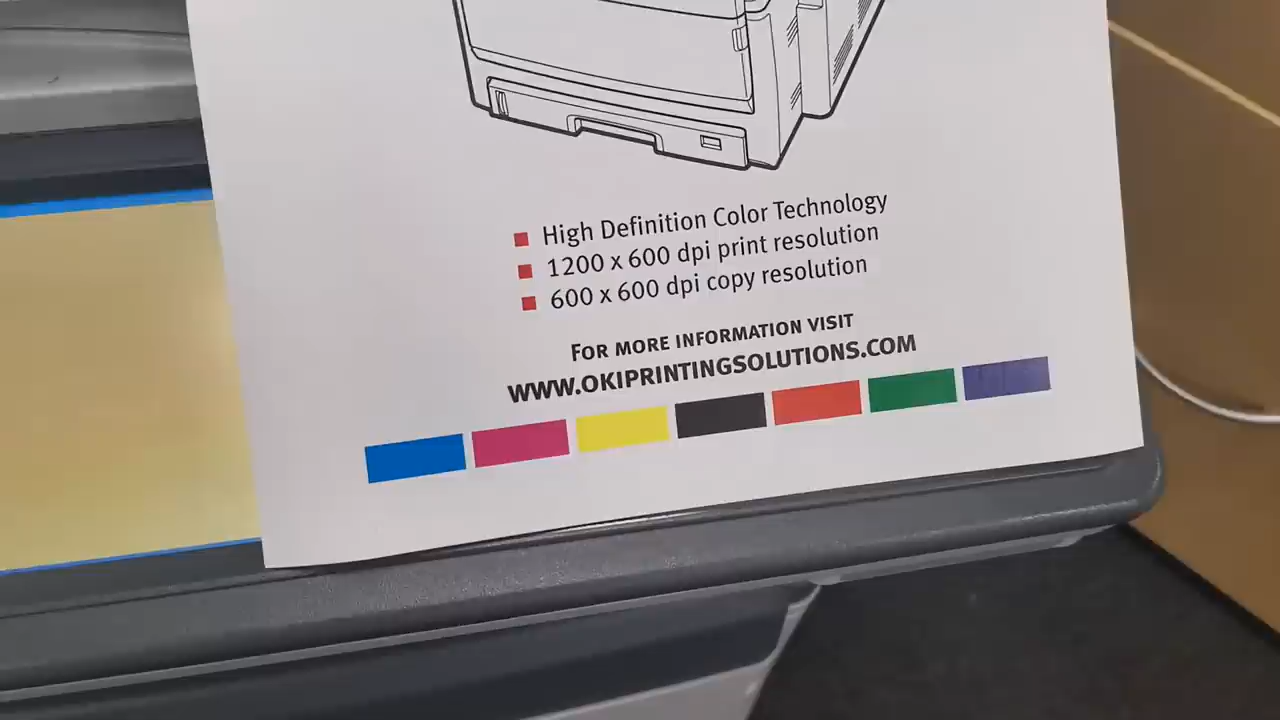 High Definition Color Technology
1200 x 600 dpi print resolution
600 x 600 dpi copy resolution
FOR MORE INFORMATION VISIT
WWW.OKIPRINTINGSOLUTIONS.COM